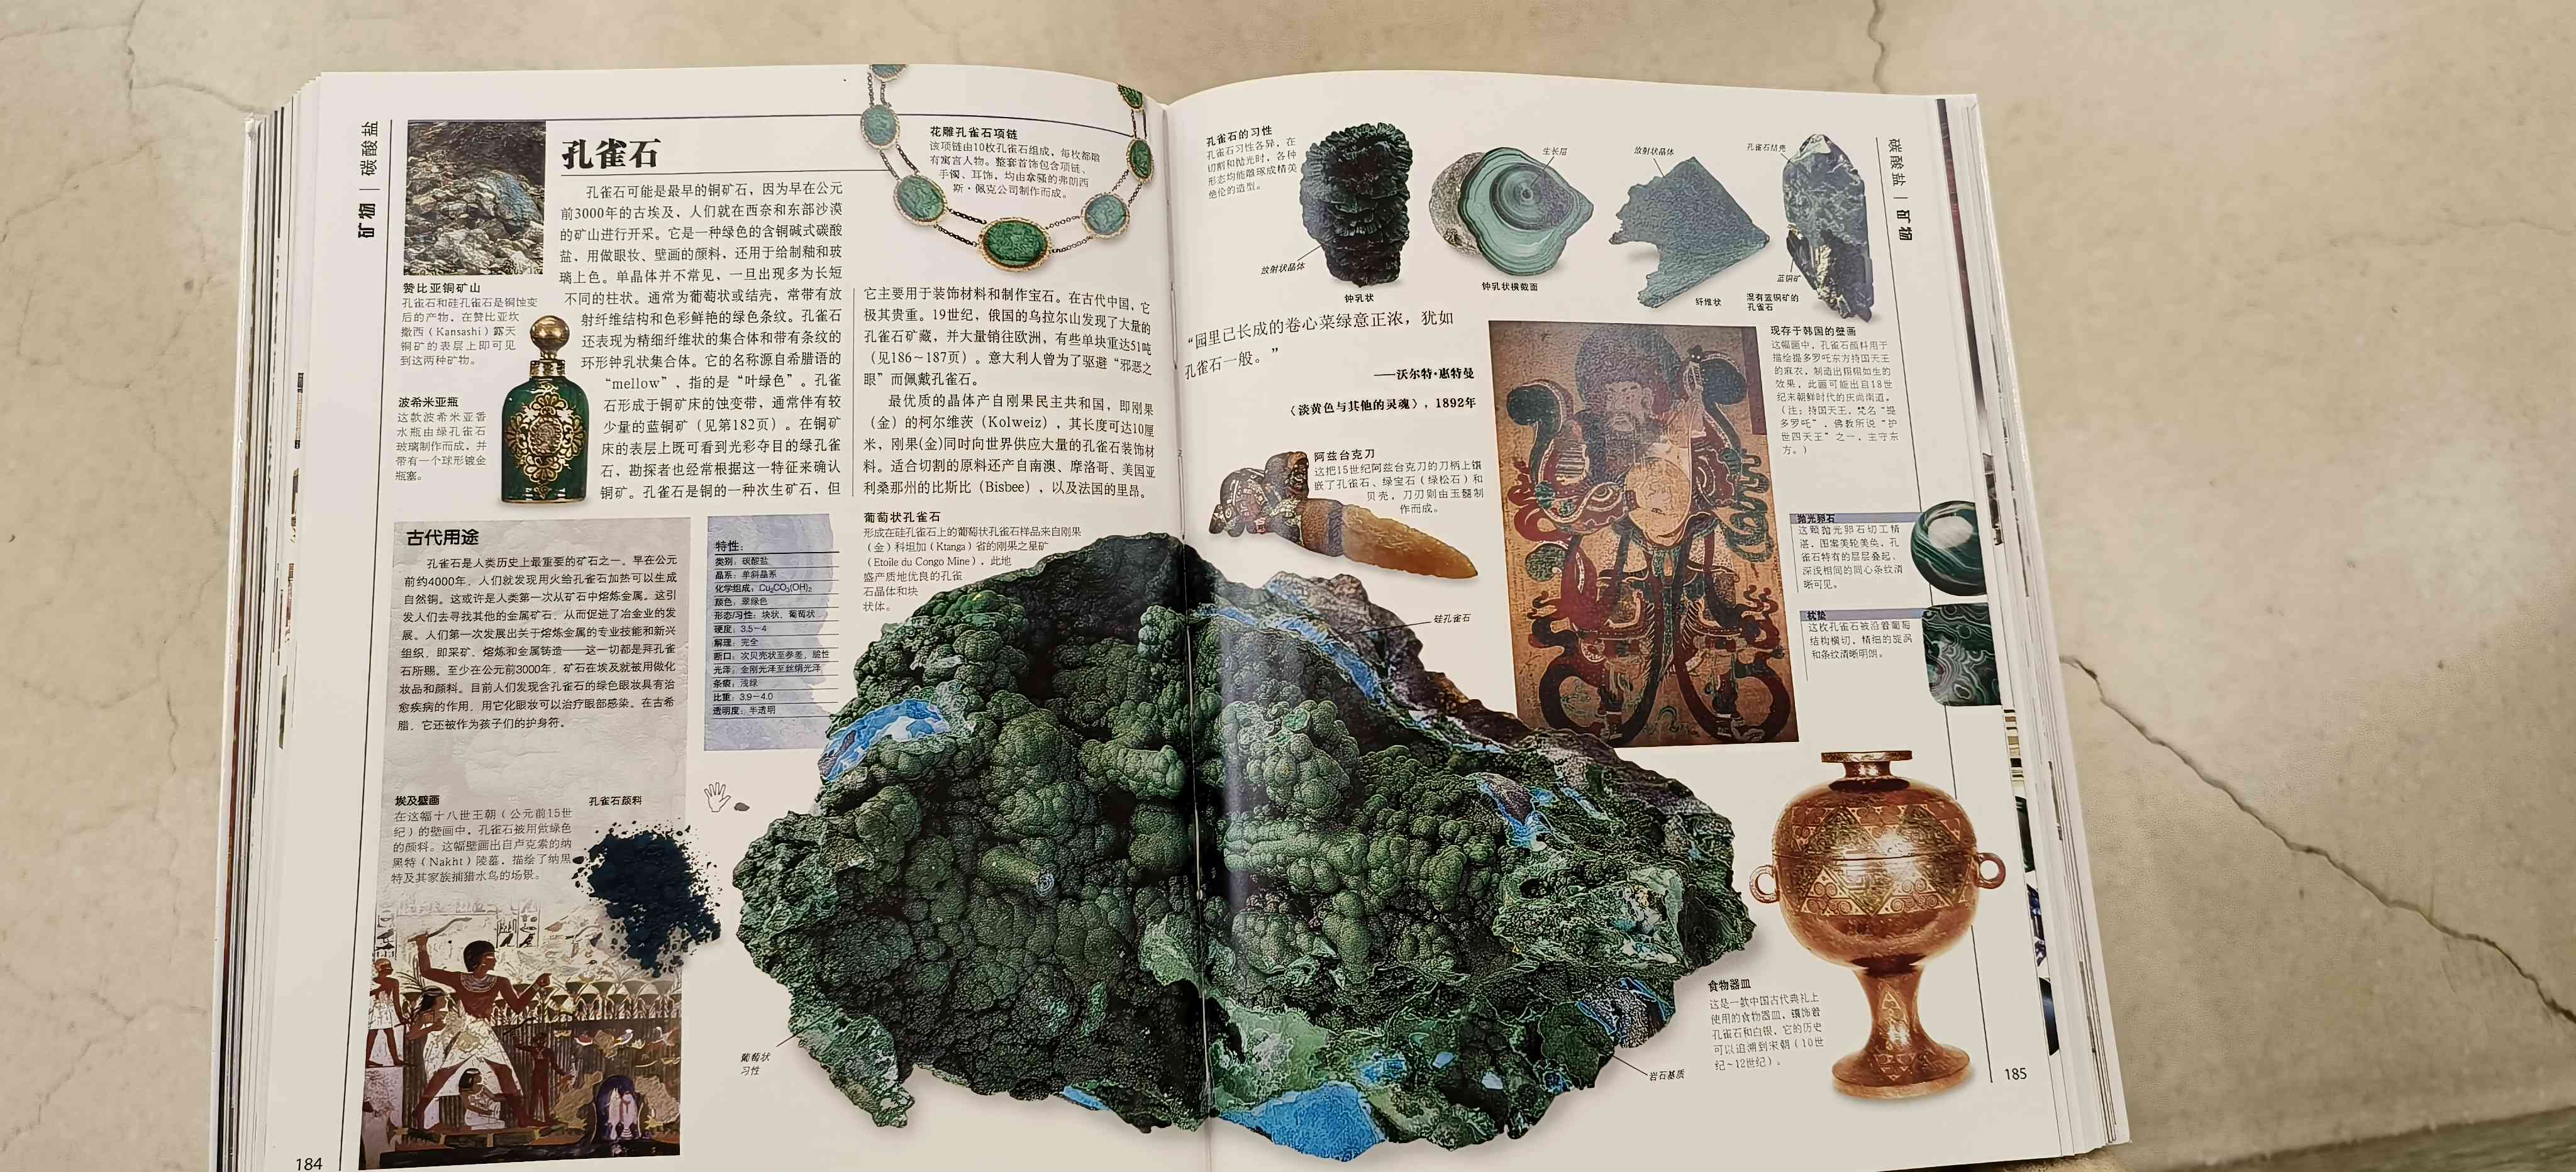 碳酸盐
矿物
孔雀石
孔雀石可能是最早的铜矿石，因为早在公元
前3000年的古埃及，人们就在西奈和东部沙漠
的矿山进行开采。它是一种绿色的含铜碱式碳酸
盐，用做眼妆、壁画的颜料，还用于给制釉和玻
璃上色。单晶体并不常见，一旦出现多为长短
不同的柱状。通常为葡萄状或结壳，常带有放
射纤维结构和色彩鲜艳的绿色条纹。孔雀石
还表现为精细纤维状的集合体和带有条纹的
环形钟乳状集合体。它的名称源自希腊语的
“mellow”，指的是“叶绿色”。孔雀
石形成于铜矿床的蚀变带，通常伴有较
少量的蓝铜矿（见第182页）。在铜矿
床的表层上既可看到光彩夺目的绿孔雀
石，勘探者也经常根据这一特征来确认
铜矿。孔雀石是铜的一种次生矿石，但
它主要用于装饰材料和制作宝石。在古代中国，它
极其贵重。19世纪，俄国的乌拉尔山发现了大量的
孔雀石矿藏，并大量销往欧洲，有些单块重达51吨
（见186～187页）。意大利人曾为了驱避“邪恶之
眼”而佩戴孔雀石。
最优质的晶体产自刚果民主共和国，即刚果
（金）的柯尔维茨（Kolweiz），其长度可达10厘
米，刚果(金)同时向世界供应大量的孔雀石装饰材
料。适合切割的原料还产自南澳、摩洛哥、美国亚
利桑那州的比斯比（Bisbee），以及法国的里昂。
赞比亚铜矿山
孔雀石和硅孔雀石是铜蚀变
后的产物，在赞比亚坎
撒西（Kansashi）露天
铜矿的表层上即可见
到这两种矿物。
波希米亚瓶
这款波希米亚香
水瓶由绿孔雀石
玻璃制作而成，并
带有一个球形镀金
瓶塞。
花雕孔雀石项链
该项链由10枚孔雀石组成，每枚都雕
有寓言人物。整套首饰包含项链、
手镯、耳饰，均由拿骚的弗朗西
斯·佩克公司制作而成。
古代用途
孔雀石是人类历史上最重要的矿石之一。早在公元
前约4000年，人们就发现用火给孔雀石加热可以生成
自然铜。这或许是人类第一次从矿石中熔炼金属。这引
发人们去寻找其他的金属矿石，从而促进了冶金业的发
展。人们第一次发展出关于熔炼金属的专业技能和新兴
组织，即采矿、熔炼和金属铸造——这一切都是拜孔雀
石所赐。至少在公元前3000年，矿石在埃及就被用做化
妆品和颜料。目前人们发现含孔雀石的绿色眼妆具有治
愈疾病的作用，用它化眼妆可以治疗眼部感染。在古希
腊，它还被作为孩子们的护身符。
埃及壁画
在这幅十八世王朝（公元前15世
纪）的壁画中，孔雀石被用做绿色
的颜料。这幅壁画出自卢克索的纳
黑特（Nakht）陵墓，描绘了纳黑
特及其家族捕猎水鸟的场景。
孔雀石颜料
特性：
类别：碳酸盐
晶系：单斜晶系
化学组成：Cu₂CO₃(OH)₂
颜色：翠绿色
形态/习性：块状、葡萄状
硬度：3.5－4
解理：完全
断口：次贝壳状至参差，脆性
光泽：金刚光泽至丝绢光泽
条痕：浅绿
比重：3.9－4.0
透明度：半透明
葡萄状孔雀石
形成在硅孔雀石上的葡萄状孔雀石样品来自刚果
（金）科坦加（Ktanga）省的刚果之星矿
（Etoile du Congo Mine），此地
盛产质地优良的孔雀
石晶体和块
状体。
葡萄状
习性
184
孔雀石的习性
孔雀石习性各异，在
切割和抛光时，各种
形态均能雕琢成精美
绝伦的造型。
放射状晶体
钟乳状
生长层
钟乳状横截面
放射状晶体
纤维状
孔雀石结壳
蓝铜矿
混有蓝铜矿的
孔雀石
碳酸盐
矿物
“园里已长成的卷心菜绿意正浓，犹如
孔雀石一般。”
——沃尔特·惠特曼
《淡黄色与其他的灵魂》，1892年
阿兹台克刀
这把15世纪阿兹台克刀的刀柄上镶
嵌了孔雀石、绿宝石（绿松石）和
贝壳，刀刃则由玉髓制
作而成。
现存于韩国的壁画
这幅画中，孔雀石颜料用于
描绘提多罗吒东方持国天王
的麻衣，制造出栩栩如生的
效果，此画可能出自18世
纪末朝鲜时代的庆尚南道。
（注：持国天王，梵名“提
多罗吒”，佛教所说“护
世四天王”之一，主守东
方。）
抛光卵石
这颗抛光卵石切工精
湛，图案美轮美奂，孔
雀石特有的层层叠起、
深浅相间的同心条纹清
晰可见。
枕垫
这枚孔雀石被沿着葡萄
结构横切，精细的旋涡
和条纹清晰明朗。
硅孔雀石
岩石基质
食物器皿
这是一款中国古代典礼上
使用的食物器皿，镶饰着
孔雀石和白银，它的历史
可以追溯到宋朝（10世
纪～12世纪）。
185